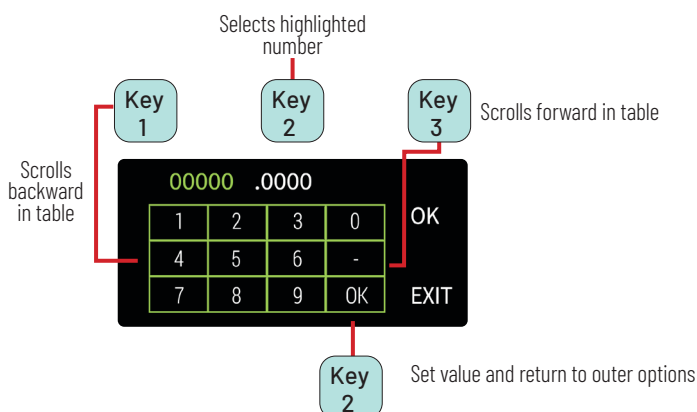 Selects highlighted
number
Key
1
Key
2
Key
3
Scrolls forward in table
Scrolls
backward
in table
00000 .0000
1 2 3 0
OK
4 5 6 -
7 8 9 OK
EXIT
Key
2
Set value and return to outer options